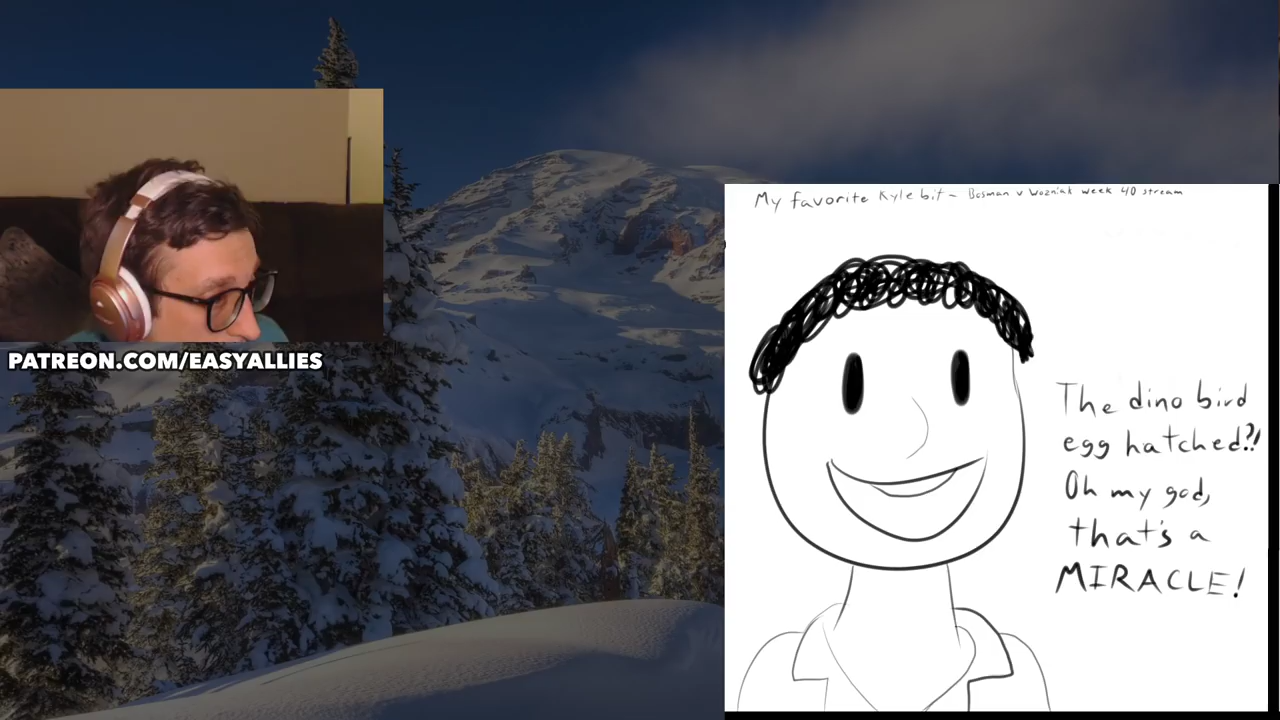 PATREON.COM/EASYALLIES
My favorite Kyle bit - Bosman v Wozniak week 40 stream
The dino bird
egg hatched?!
Oh my god,
that's a
MIRACLE!